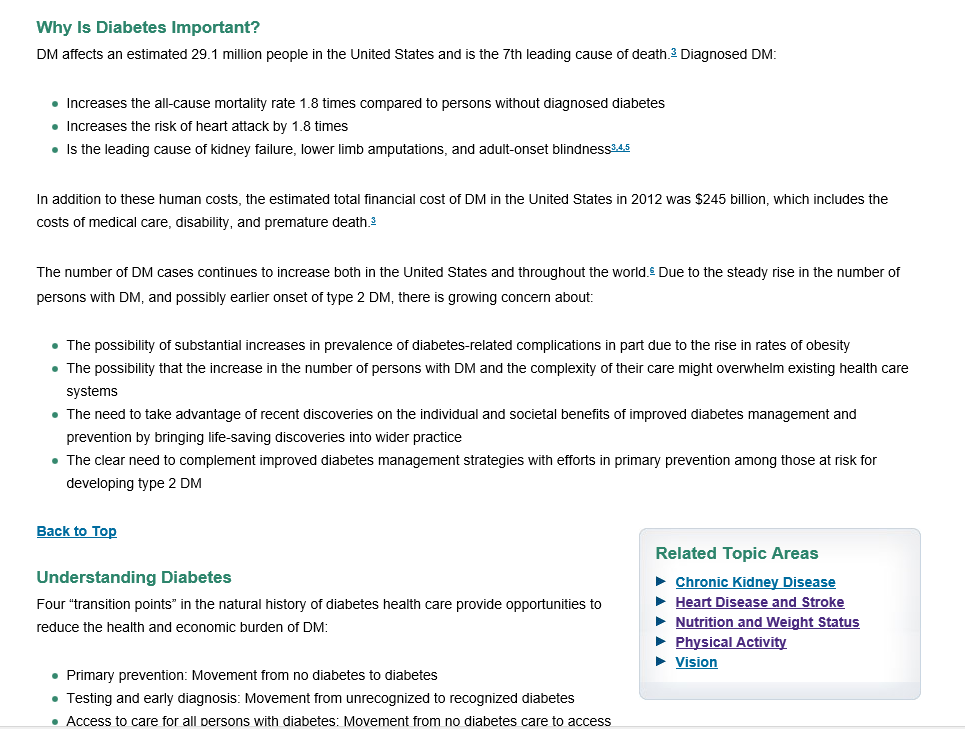 Why Is Diabetes Important?
DM affects an estimated 29.1 million people in the United States and is the 7th leading cause of death.3 Diagnosed DM:
Increases the all-cause mortality rate 1.8 times compared to persons without diagnosed diabetes
Increases the risk of heart attack by 1.8 times
Is the leading cause of kidney failure, lower limb amputations, and adult-onset blindness3,4,5
In addition to these human costs, the estimated total financial cost of DM in the United States in 2012 was $245 billion, which includes the
costs of medical care, disability, and premature death.3
The number of DM cases continues to increase both in the United States and throughout the world.6 Due to the steady rise in the number of
persons with DM, and possibly earlier onset of type 2 DM, there is growing concern about:
The possibility of substantial increases in prevalence of diabetes-related complications in part due to the rise in rates of obesity
The possibility that the increase in the number of persons with DM and the complexity of their care might overwhelm existing health care
systems
The need to take advantage of recent discoveries on the individual and societal benefits of improved diabetes management and
prevention by bringing life-saving discoveries into wider practice
The clear need to complement improved diabetes management strategies with efforts in primary prevention among those at risk for
developing type 2 DM
Back to Top
Understanding Diabetes
Four “transition points” in the natural history of diabetes health care provide opportunities to
reduce the health and economic burden of DM:
Primary prevention: Movement from no diabetes to diabetes
Testing and early diagnosis: Movement from unrecognized to recognized diabetes
Access to care for all persons with diabetes: Movement from no diabetes care to access
Related Topic Areas
Chronic Kidney Disease
Heart Disease and Stroke
Nutrition and Weight Status
Physical Activity
Vision